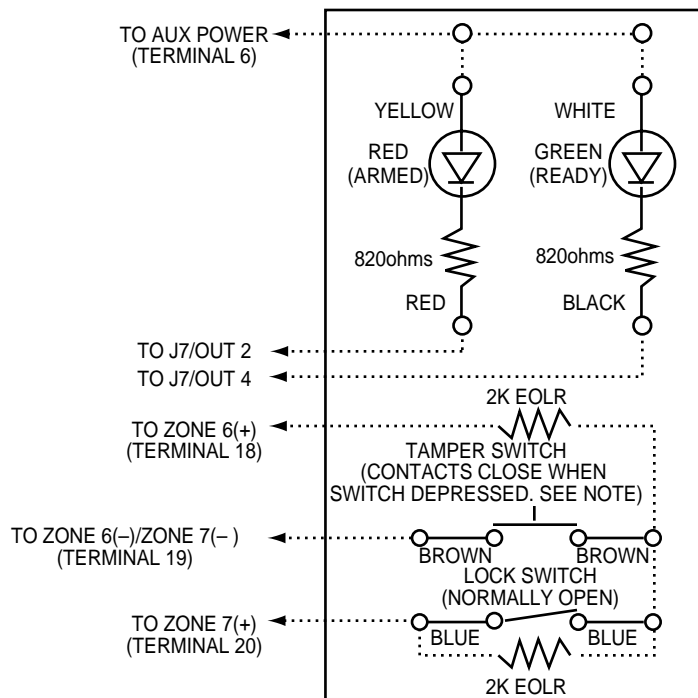 TO AUX POWER
(TERMINAL 6)
YELLOW
WHITE
RED
(ARMED)
GREEN
(READY)
820ohms
820ohms
RED
BLACK
TO J7/OUT 2
TO J7/OUT 4
2K EOLR
TO ZONE 6(+)
(TERMINAL 18)
TAMPER SWITCH
(CONTACTS CLOSE WHEN
SWITCH DEPRESSED. SEE NOTE)
TO ZONE 6(–)/ZONE 7(– )
(TERMINAL 19)
BROWN
BROWN
LOCK SWITCH
(NORMALLY OPEN)
TO ZONE 7(+)
(TERMINAL 20)
BLUE
BLUE
2K EOLR